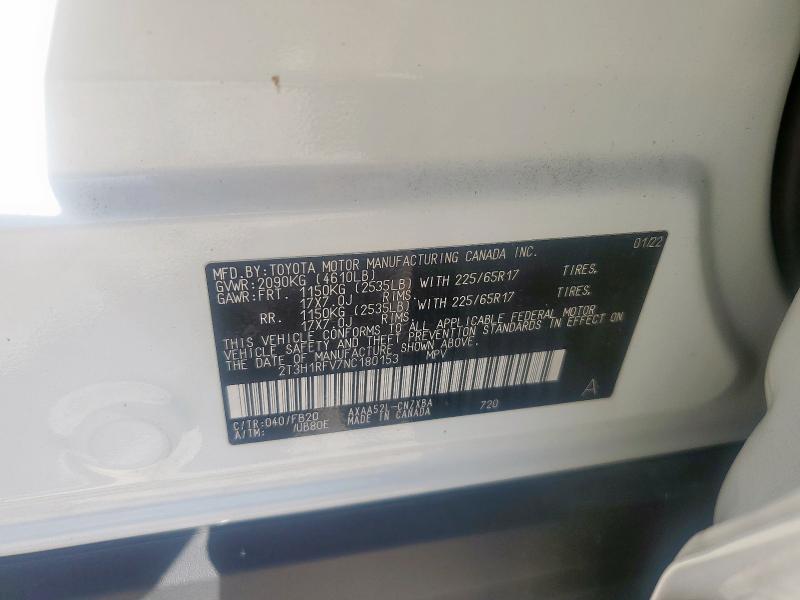 MFD.BY:TOYOTA MOTOR MANUFACTURING CANADA INC. 01/22
GVWR:2090KG (4610LB)
GAWR:FRT. 1150KG (2535LB) WITH 225/65R17 TIRES,
17X7.0J RIMS,
RR. 1150KG (2535LB) WITH 225/65R17 TIRES,
17X7.0J RIMS,
THIS VEHICLE CONFORMS TO ALL APPLICABLE FEDERAL MOTOR
VEHICLE SAFETY AND THEFT PREVENTION STANDARDS IN EFFECT ON
THE DATE OF MANUFACTURE SHOWN ABOVE.
2T3H1RFV7NC180153 MPV
A
C/TR:040/FB20 AXAA52L-CN7XBA 720
A/TM: /UB80E MADE IN CANADA